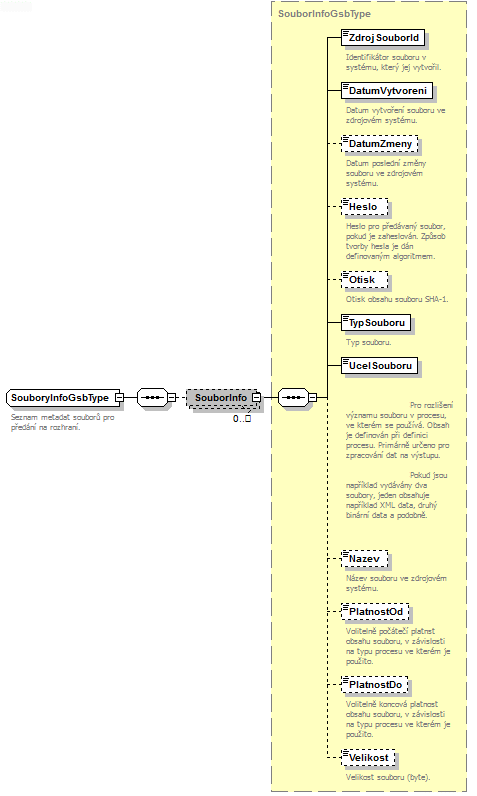 SouborInfoGsbType
ZdrojSouborId
Identifikátor souboru v
systému, který jej vytvořil.
DatumVytvoreni
Datum vytvoření souboru ve
zdrojovém systému.
DatumZmeny
Datum poslední změny
souboru ve zdrojovém
systému.
Heslo
Heslo pro předávaný soubor,
pokud je zaheslován. Způsob
tvorby hesla je dán
definovaným algoritmem.
Otisk
Otisk obsahu souboru SHA-1.
TypSouboru
Typ souboru.
UcelSouboru
SouboryInfoGsbType
Seznam metadat souborů pro
předání na rozhraní.
SouborInfo
0..
Pro rozlišení
významu souboru v procesu,
ve kterém se používá. Obsah
je definován při definici
procesu. Primárně určeno pro
zpracování dat na výstupu.
Pokud jsou
například vydávány dva
soubory, jeden obsahuje
například XML data, druhý
binární data a podobně.
Nazev
Název souboru ve zdrojovém
systému.
PlatnostOd
Volitelně počátečí platnst
obsahu souboru, v závislosti
na typu procesu ve kterém je
použito.
PlatnostDo
Volitelně koncová platnost
obsahu souboru, v závislosti
na typu procesu ve kterém je
použito.
Velikost
Velikost souboru (byte).